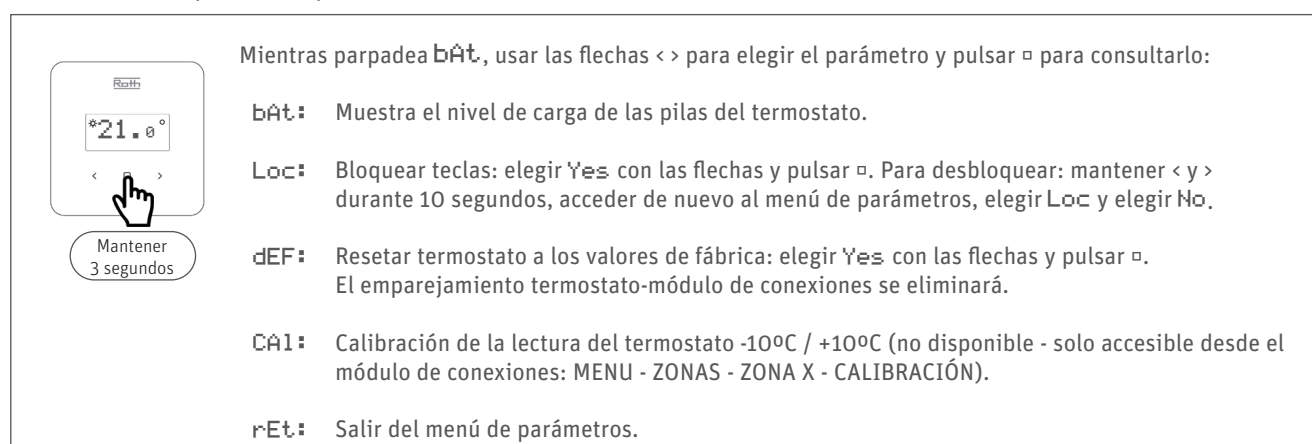 Mientras parpadea bAt, usar las flechas < > para elegir el parámetro y pulsar ▫ para consultarlo:
Roth
*21.0°
< ▫ >
Mantener
3 segundos
bAt: Muestra el nivel de carga de las pilas del termostato.
Loc: Bloquear teclas: elegir Yes con las flechas y pulsar ▫. Para desbloquear: mantener < y >
durante 10 segundos, acceder de nuevo al menú de parámetros, elegir Loc y elegir No.
dEF: Resetar termostato a los valores de fábrica: elegir Yes con las flechas y pulsar ▫.
El emparejamiento termostato-módulo de conexiones se eliminará.
CAl: Calibración de la lectura del termostato -10ºC / +10ºC (no disponible - solo accesible desde el
módulo de conexiones: MENU - ZONAS - ZONA X - CALIBRACIÓN).
rEt: Salir del menú de parámetros.